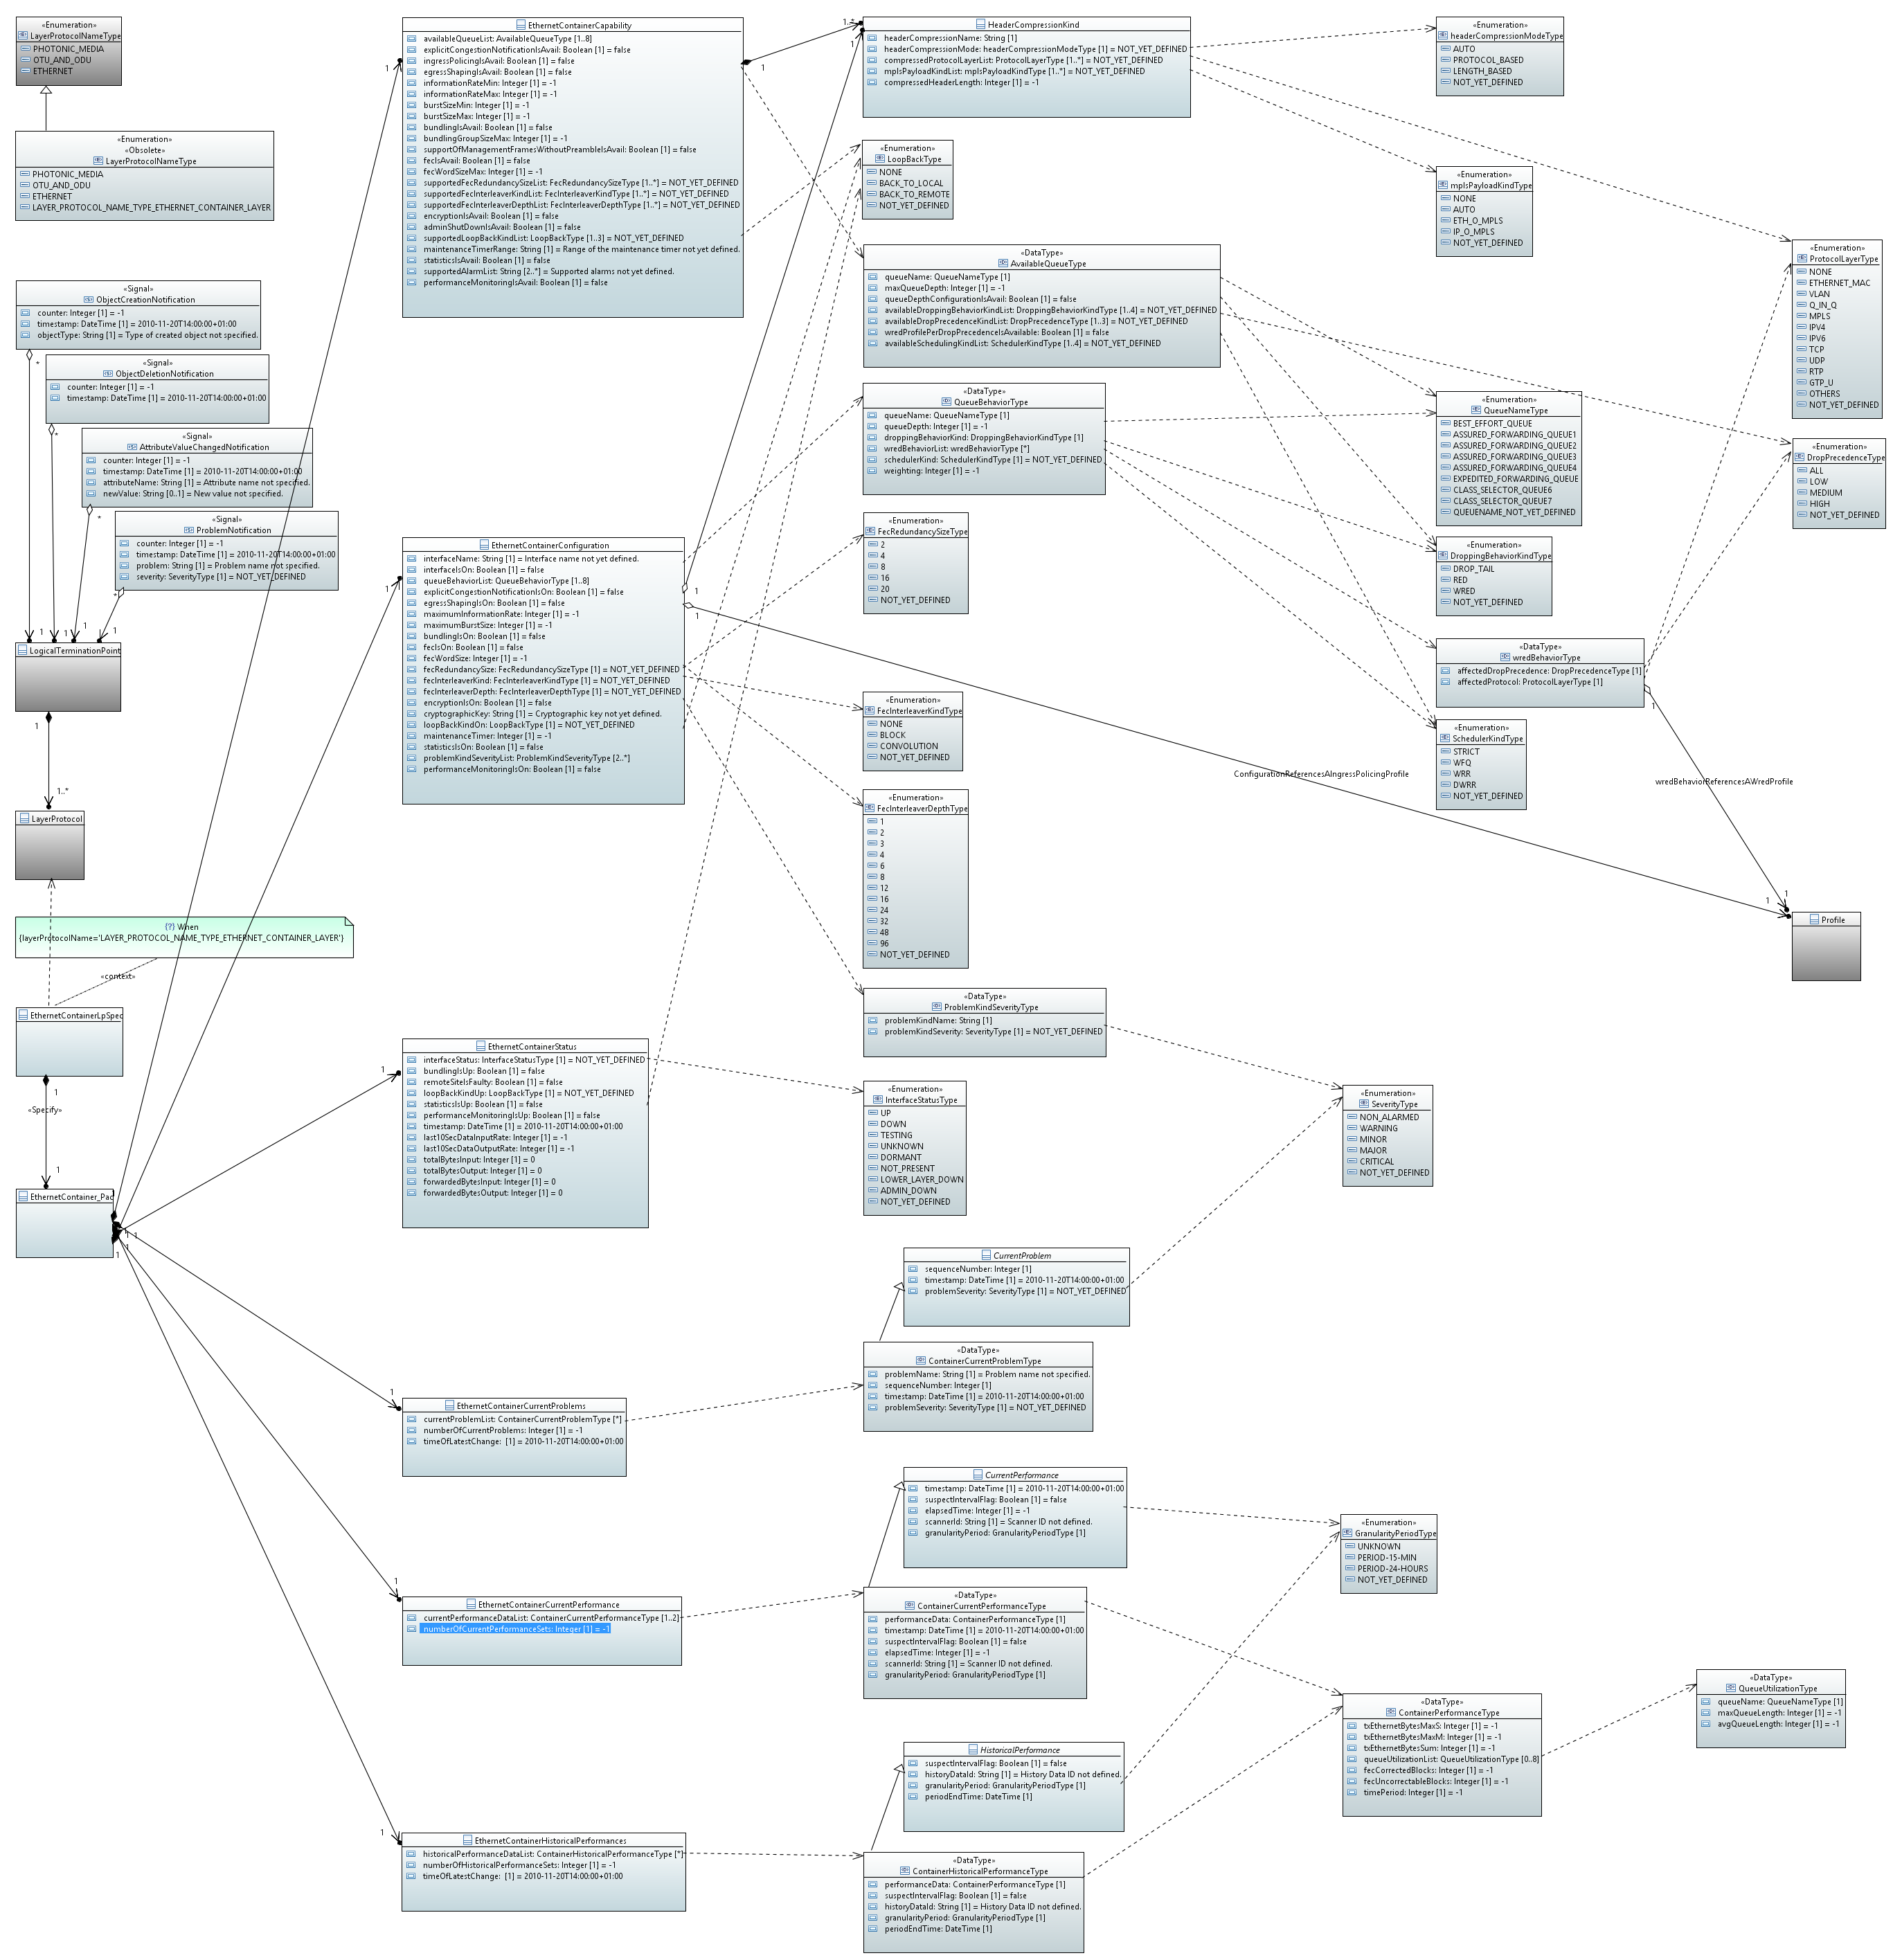 «Enumeration»
LayerProtocolNameType
PHOTONIC_MEDIA
OTU_AND_ODU
ETHERNET
«Enumeration»
«Obsolete»
LayerProtocolNameType
PHOTONIC_MEDIA
OTU_AND_ODU
ETHERNET
LAYER_PROTOCOL_NAME_TYPE_ETHERNET_CONTAINER_LAYER
«Signal»
ObjectCreationNotification
counter: Integer [1] = -1
timestamp: DateTime [1] = 2010-11-20T14:00:00+01:00
objectType: String [1] = Type of created object not specified.
*
«Signal»
ObjectDeletionNotification
counter: Integer [1] = -1
timestamp: DateTime [1] = 2010-11-20T14:00:00+01:00
*
«Signal»
AttributeValueChangedNotification
counter: Integer [1] = -1
timestamp: DateTime [1] = 2010-11-20T14:00:00+01:00
attributeName: String [1] = Attribute name not specified.
newValue: String [0..1] = New value not specified.
*
«Signal»
ProblemNotification
counter: Integer [1] = -1
timestamp: DateTime [1] = 2010-11-20T14:00:00+01:00
problem: String [1] = Problem name not specified.
severity: SeverityType [1] = NOT_YET_DEFINED
*
1
1
1
1
LogicalTerminationPoint
1
1..*
LayerProtocol
(?) When
{layerProtocolName='LAYER_PROTOCOL_NAME_TYPE_ETHERNET_CONTAINER_LAYER'}
«context»
EthernetContainerLpSpec
1
«Specify»
1
EthernetContainer_Pac
1
1
1
1
EthernetContainerCapability
availableQueueList: AvailableQueueType [1..8]
explicitCongestionNotificationIsAvail: Boolean [1] = false
ingressPolicingIsAvail: Boolean [1] = false
egressShapingIsAvail: Boolean [1] = false
informationRateMin: Integer [1] = -1
informationRateMax: Integer [1] = -1
burstSizeMin: Integer [1] = -1
burstSizeMax: Integer [1] = -1
bundlingIsAvail: Boolean [1] = false
bundlingGroupSizeMax: Integer [1] = -1
supportOfManagementFramesWithoutPreambleIsAvail: Boolean [1] = false
fecIsAvail: Boolean [1] = false
fecWordSizeMax: Integer [1] = -1
supportedFecRedundancySizeList: FecRedundancySizeType [1..*] = NOT_YET_DEFINED
supportedFecInterleaverKindList: FecInterleaverKindType [1..*] = NOT_YET_DEFINED
supportedFecInterleaverDepthList: FecInterleaverDepthType [1..*] = NOT_YET_DEFINED
encryptionIsAvail: Boolean [1] = false
adminShutDownIsAvail: Boolean [1] = false
supportedLoopBackKindList: LoopBackType [1..3] = NOT_YET_DEFINED
maintenanceTimerRange: String [1] = Range of the maintenance timer not yet defined.
statisticsIsAvail: Boolean [1] = false
supportedAlarmList: String [2..*] = Supported alarms not yet defined.
performanceMonitoringIsAvail: Boolean [1] = false
1
1
1..*
1
HeaderCompressionKind
headerCompressionName: String [1]
headerCompressionMode: headerCompressionModeType [1] = NOT_YET_DEFINED
compressedProtocolLayerList: ProtocolLayerType [1..*] = NOT_YET_DEFINED
mplsPayloadKindList: mplsPayloadKindType [1..*] = NOT_YET_DEFINED
compressedHeaderLength: Integer [1] = -1
«Enumeration»
headerCompressionModeType
AUTO
PROTOCOL_BASED
LENGTH_BASED
NOT_YET_DEFINED
«Enumeration»
LoopBackType
NONE
BACK_TO_LOCAL
BACK_TO_REMOTE
NOT_YET_DEFINED
«Enumeration»
mplsPayloadKindType
NONE
AUTO
ETH_O_MPLS
IP_O_MPLS
NOT_YET_DEFINED
«Enumeration»
ProtocolLayerType
NONE
ETHERNET_MAC
VLAN
Q_IN_Q
MPLS
IPV4
IPV6
TCP
UDP
RTP
GTP_U
OTHERS
NOT_YET_DEFINED
«DataType»
AvailableQueueType
queueName: QueueNameType [1]
maxQueueDepth: Integer [1] = -1
queueDepthConfigurationIsAvail: Boolean [1] = false
availableDroppingBehaviorKindList: DroppingBehaviorKindType [1..4] = NOT_YET_DEFINED
availableDropPrecedenceKindList: DropPrecedenceType [1..3] = NOT_YET_DEFINED
wredProfilePerDropPrecedenceIsAvailable: Boolean [1] = false
availableSchedulingKindList: SchedulerKindType [1..4] = NOT_YET_DEFINED
«DataType»
QueueBehaviorType
queueName: QueueNameType [1]
queueDepth: Integer [1] = -1
droppingBehaviorKind: DroppingBehaviorKindType [1]
wredBehaviorList: wredBehaviorType [*]
schedulerKind: SchedulerKindType [1] = NOT_YET_DEFINED
weighting: Integer [1] = -1
«Enumeration»
QueueNameType
BEST_EFFORT_QUEUE
ASSURED_FORWARDING_QUEUE1
ASSURED_FORWARDING_QUEUE2
ASSURED_FORWARDING_QUEUE3
ASSURED_FORWARDING_QUEUE4
EXPEDITED_FORWARDING_QUEUE
CLASS_SELECTOR_QUEUE6
CLASS_SELECTOR_QUEUE7
QUEUENAME_NOT_YET_DEFINED
«Enumeration»
DropPrecedenceType
ALL
LOW
MEDIUM
HIGH
NOT_YET_DEFINED
«Enumeration»
DroppingBehaviorKindType
DROP_TAIL
RED
WRED
NOT_YET_DEFINED
«DataType»
wredBehaviorType
affectedDropPrecedence: DropPrecedenceType [1]
affectedProtocol: ProtocolLayerType [1]
1
wredBehaviorReferencesAWredProfile
«Enumeration»
SchedulerKindType
STRICT
WFQ
WRR
DWRR
NOT_YET_DEFINED
1
1
Profile
EthernetContainerConfiguration
interfaceName: String [1] = Interface name not yet defined.
interfaceIsOn: Boolean [1] = false
queueBehaviorList: QueueBehaviorType [1..8]
explicitCongestionNotificationIsOn: Boolean [1] = false
egressShapingIsOn: Boolean [1] = false
maximumInformationRate: Integer [1] = -1
maximumBurstSize: Integer [1] = -1
bundlingIsOn: Boolean [1] = false
fecIsOn: Boolean [1] = false
fecWordSize: Integer [1] = -1
fecRedundancySize: FecRedundancySizeType [1] = NOT_YET_DEFINED
fecInterleaverKind: FecInterleaverKindType [1] = NOT_YET_DEFINED
fecInterleaverDepth: FecInterleaverDepthType [1] = NOT_YET_DEFINED
encryptionIsOn: Boolean [1] = false
cryptographicKey: String [1] = Cryptographic key not yet defined.
loopBackKindOn: LoopBackType [1] = NOT_YET_DEFINED
maintenanceTimer: Integer [1] = -1
statisticsIsOn: Boolean [1] = false
problemKindSeverityList: ProblemKindSeverityType [2..*]
performanceMonitoringIsOn: Boolean [1] = false
1
1
1
1
ConfigurationReferencesAIngressPolicingProfile
«Enumeration»
FecRedundancySizeType
2
4
8
16
20
NOT_YET_DEFINED
«Enumeration»
FecInterleaverKindType
NONE
BLOCK
CONVOLUTION
NOT_YET_DEFINED
«Enumeration»
FecInterleaverDepthType
1
2
3
4
6
8
12
16
24
32
48
96
NOT_YET_DEFINED
«DataType»
ProblemKindSeverityType
problemKindName: String [1]
problemKindSeverity: SeverityType [1] = NOT_YET_DEFINED
1
EthernetContainerStatus
interfaceStatus: InterfaceStatusType [1] = NOT_YET_DEFINED
bundlingIsUp: Boolean [1] = false
remoteSiteIsFaulty: Boolean [1] = false
loopBackKindUp: LoopBackType [1] = NOT_YET_DEFINED
statisticsIsUp: Boolean [1] = false
performanceMonitoringIsUp: Boolean [1] = false
timestamp: DateTime [1] = 2010-11-20T14:00:00+01:00
last10SecDataInputRate: Integer [1] = -1
last10SecDataOutputRate: Integer [1] = -1
totalBytesInput: Integer [1] = 0
totalBytesOutput: Integer [1] = 0
forwardedBytesInput: Integer [1] = 0
forwardedBytesOutput: Integer [1] = 0
«Enumeration»
InterfaceStatusType
UP
DOWN
TESTING
UNKNOWN
DORMANT
NOT_PRESENT
LOWER_LAYER_DOWN
ADMIN_DOWN
NOT_YET_DEFINED
«Enumeration»
SeverityType
NON_ALARMED
WARNING
MINOR
MAJOR
CRITICAL
NOT_YET_DEFINED
CurrentProblem
sequenceNumber: Integer [1]
timestamp: DateTime [1] = 2010-11-20T14:00:00+01:00
problemSeverity: SeverityType [1] = NOT_YET_DEFINED
«DataType»
ContainerCurrentProblemType
problemName: String [1] = Problem name not specified.
sequenceNumber: Integer [1]
timestamp: DateTime [1] = 2010-11-20T14:00:00+01:00
problemSeverity: SeverityType [1] = NOT_YET_DEFINED
1
EthernetContainerCurrentProblems
currentProblemList: ContainerCurrentProblemType [*]
numberOfCurrentProblems: Integer [1] = -1
timeOfLatestChange:  [1] = 2010-11-20T14:00:00+01:00
CurrentPerformance
timestamp: DateTime [1] = 2010-11-20T14:00:00+01:00
suspectIntervalFlag: Boolean [1] = false
elapsedTime: Integer [1] = -1
scannerId: String [1] = Scanner ID not defined.
granularityPeriod: GranularityPeriodType [1]
«Enumeration»
GranularityPeriodType
UNKNOWN
PERIOD-15-MIN
PERIOD-24-HOURS
NOT_YET_DEFINED
1
EthernetContainerCurrentPerformance
currentPerformanceDataList: ContainerCurrentPerformanceType [1..2]
numberOfCurrentPerformanceSets: Integer [1] = -1
«DataType»
ContainerCurrentPerformanceType
performanceData: ContainerPerformanceType [1]
timestamp: DateTime [1] = 2010-11-20T14:00:00+01:00
suspectIntervalFlag: Boolean [1] = false
elapsedTime: Integer [1] = -1
scannerId: String [1] = Scanner ID not defined.
granularityPeriod: GranularityPeriodType [1]
«DataType»
ContainerPerformanceType
txEthernetBytesMaxS: Integer [1] = -1
txEthernetBytesMaxM: Integer [1] = -1
txEthernetBytesSum: Integer [1] = -1
queueUtilizationList: QueueUtilizationType [0..8]
fecCorrectedBlocks: Integer [1] = -1
fecUncorrectableBlocks: Integer [1] = -1
timePeriod: Integer [1] = -1
«DataType»
QueueUtilizationType
queueName: QueueNameType [1]
maxQueueLength: Integer [1] = -1
avgQueueLength: Integer [1] = -1
HistoricalPerformance
suspectIntervalFlag: Boolean [1] = false
historyDataId: String [1] = History Data ID not defined.
granularityPeriod: GranularityPeriodType [1]
periodEndTime: DateTime [1]
1
EthernetContainerHistoricalPerformances
historicalPerformanceDataList: ContainerHistoricalPerformanceType [*]
numberOfHistoricalPerformanceSets: Integer [1] = -1
timeOfLatestChange:  [1] = 2010-11-20T14:00:00+01:00
«DataType»
ContainerHistoricalPerformanceType
performanceData: ContainerPerformanceType [1]
suspectIntervalFlag: Boolean [1] = false
historyDataId: String [1] = History Data ID not defined.
granularityPeriod: GranularityPeriodType [1]
periodEndTime: DateTime [1]